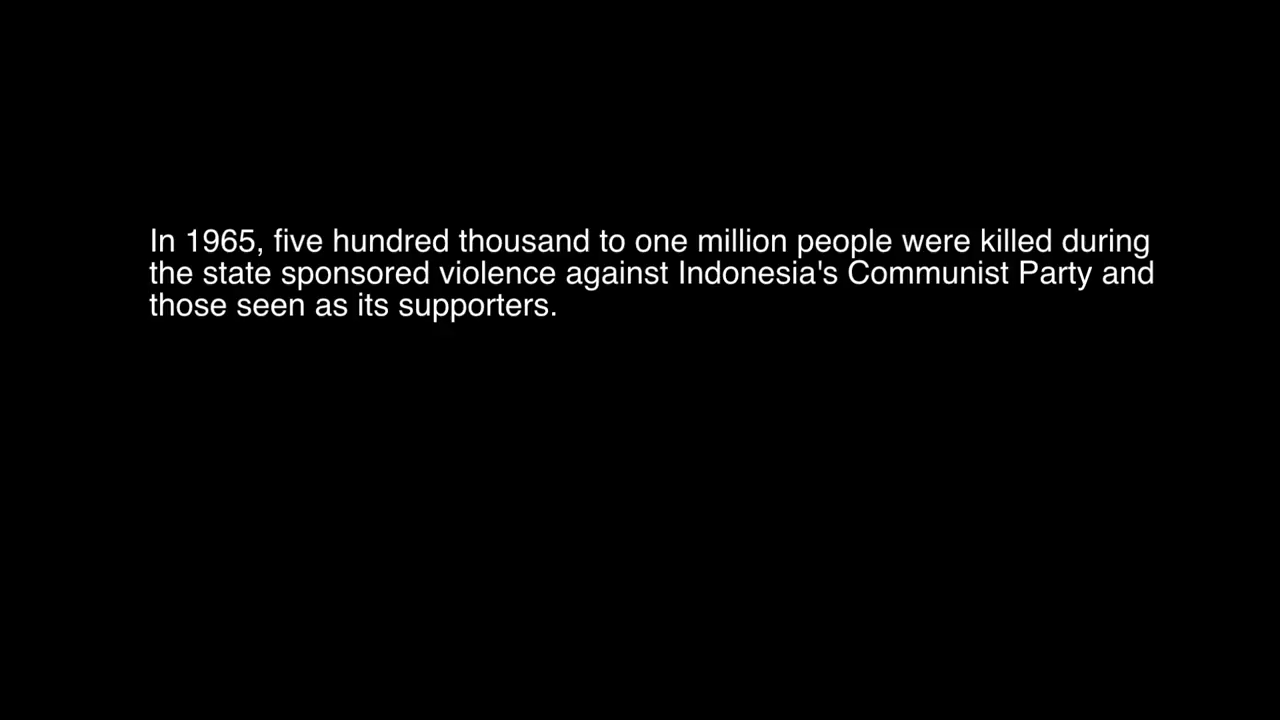 In 1965, five hundred thousand to one million people were killed during
the state sponsored violence against Indonesia's Communist Party and
those seen as its supporters.